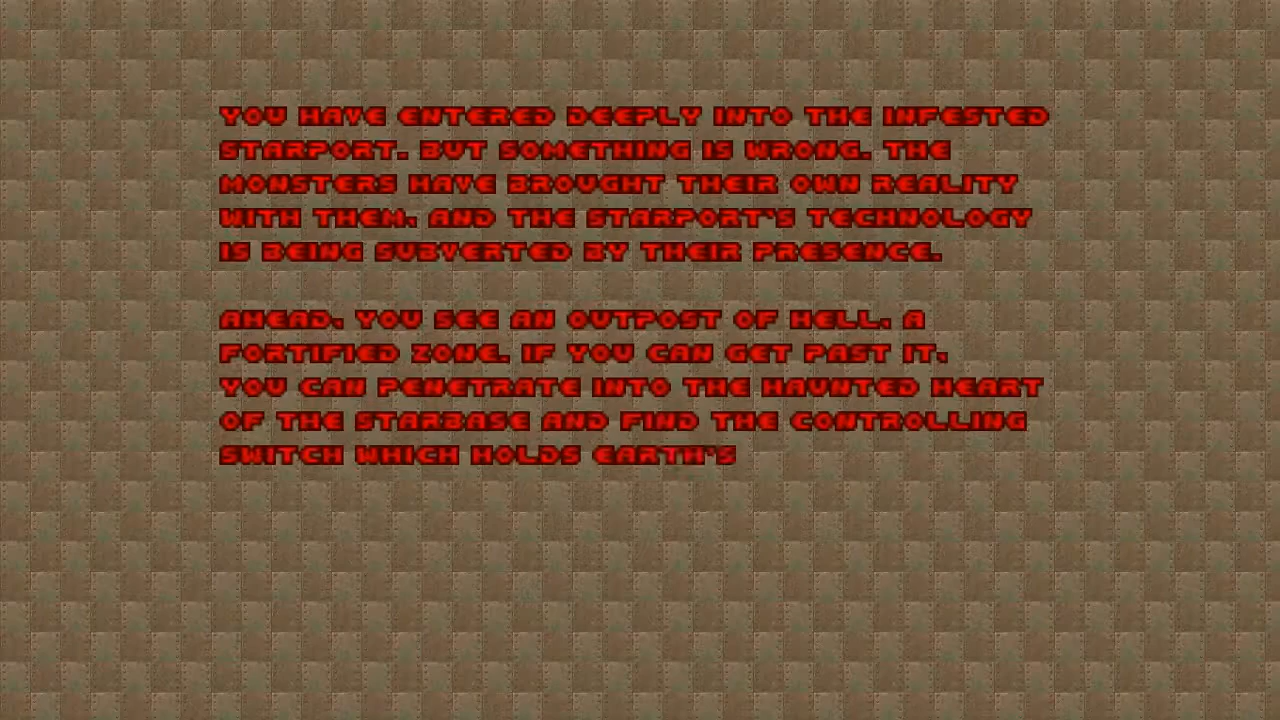 YOU HAVE ENTERED DEEPLY INTO THE INFESTED
STARPORT. BUT SOMETHING IS WRONG. THE
MONSTERS HAVE BROUGHT THEIR OWN REALITY
WITH THEM, AND THE STARPORT'S TECHNOLOGY
IS BEING SUBVERTED BY THEIR PRESENCE.
AHEAD, YOU SEE AN OUTPOST OF HELL, A
FORTIFIED ZONE. IF YOU CAN GET PAST IT,
YOU CAN PENETRATE INTO THE HAUNTED HEART
OF THE STARBASE AND FIND THE CONTROLLING
SWITCH WHICH HOLDS EARTH'S